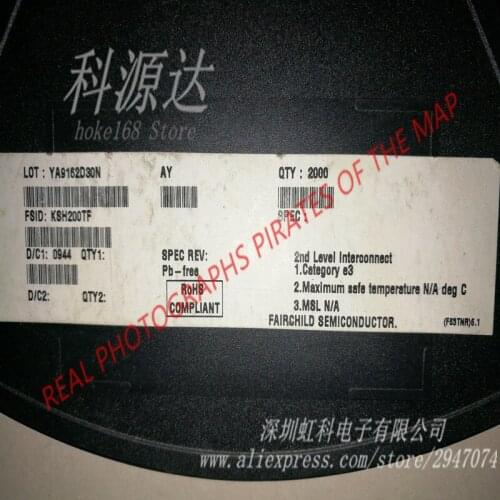 科源达
hoke168 Store
LOT : YA9162D30N AY QTY : 2000
FSID: KSH200TF SPEC :
D/C1: 0944 QTY1: SPEC REV: 2nd Level Interconnect
Pb-free 1.Category e3
D/C2: QTY2: RoHS 2.Maximum safe temperature N/A deg C
COMPLIANT 3.MSL N/A
FAIRCHILD SEMICONDUCTOR. (F63TNR)6.1
REAL PHOTOGRAPHS PIRATES OF THE MAP
深圳虹科电子有限公司
www.aliexpress.com/store/2947074